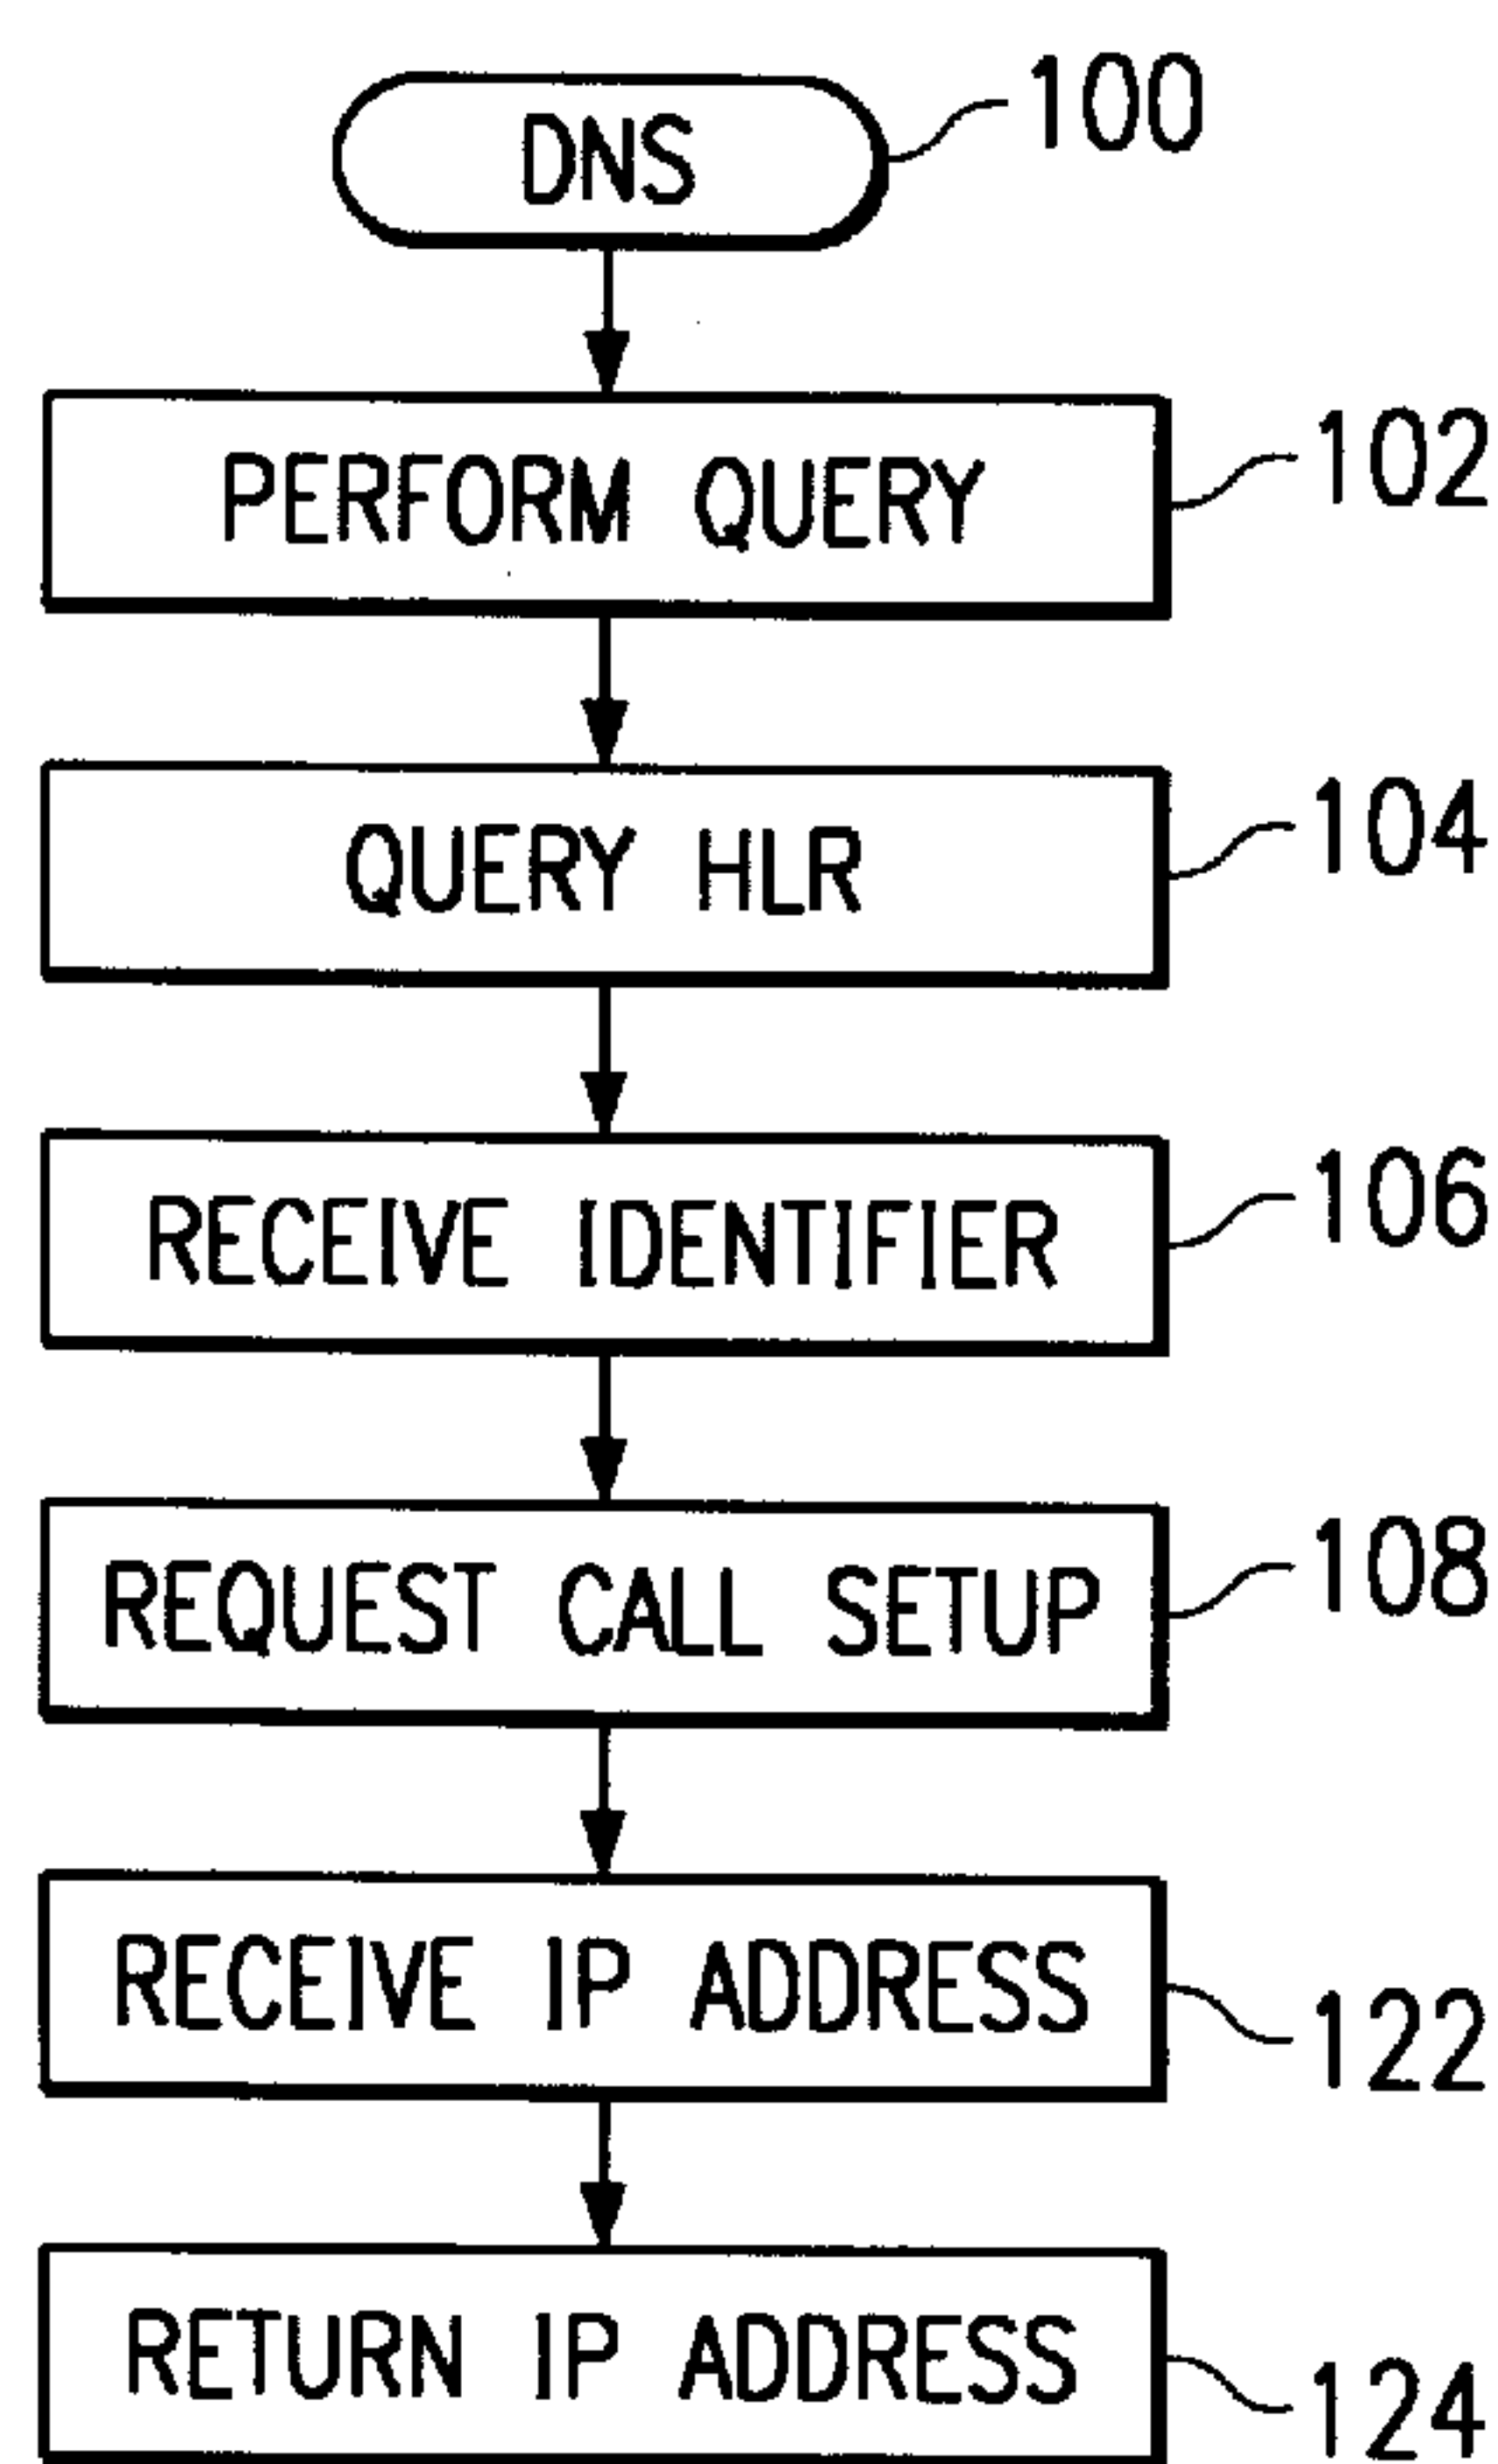 DNS 100
PERFORM QUERY 102
QUERY HLR 104
RECEIVE IDENTIFIER 106
REQUEST CALL SETUP 108
RECEIVE IP ADDRESS 122
RETURN IP ADDRESS 124